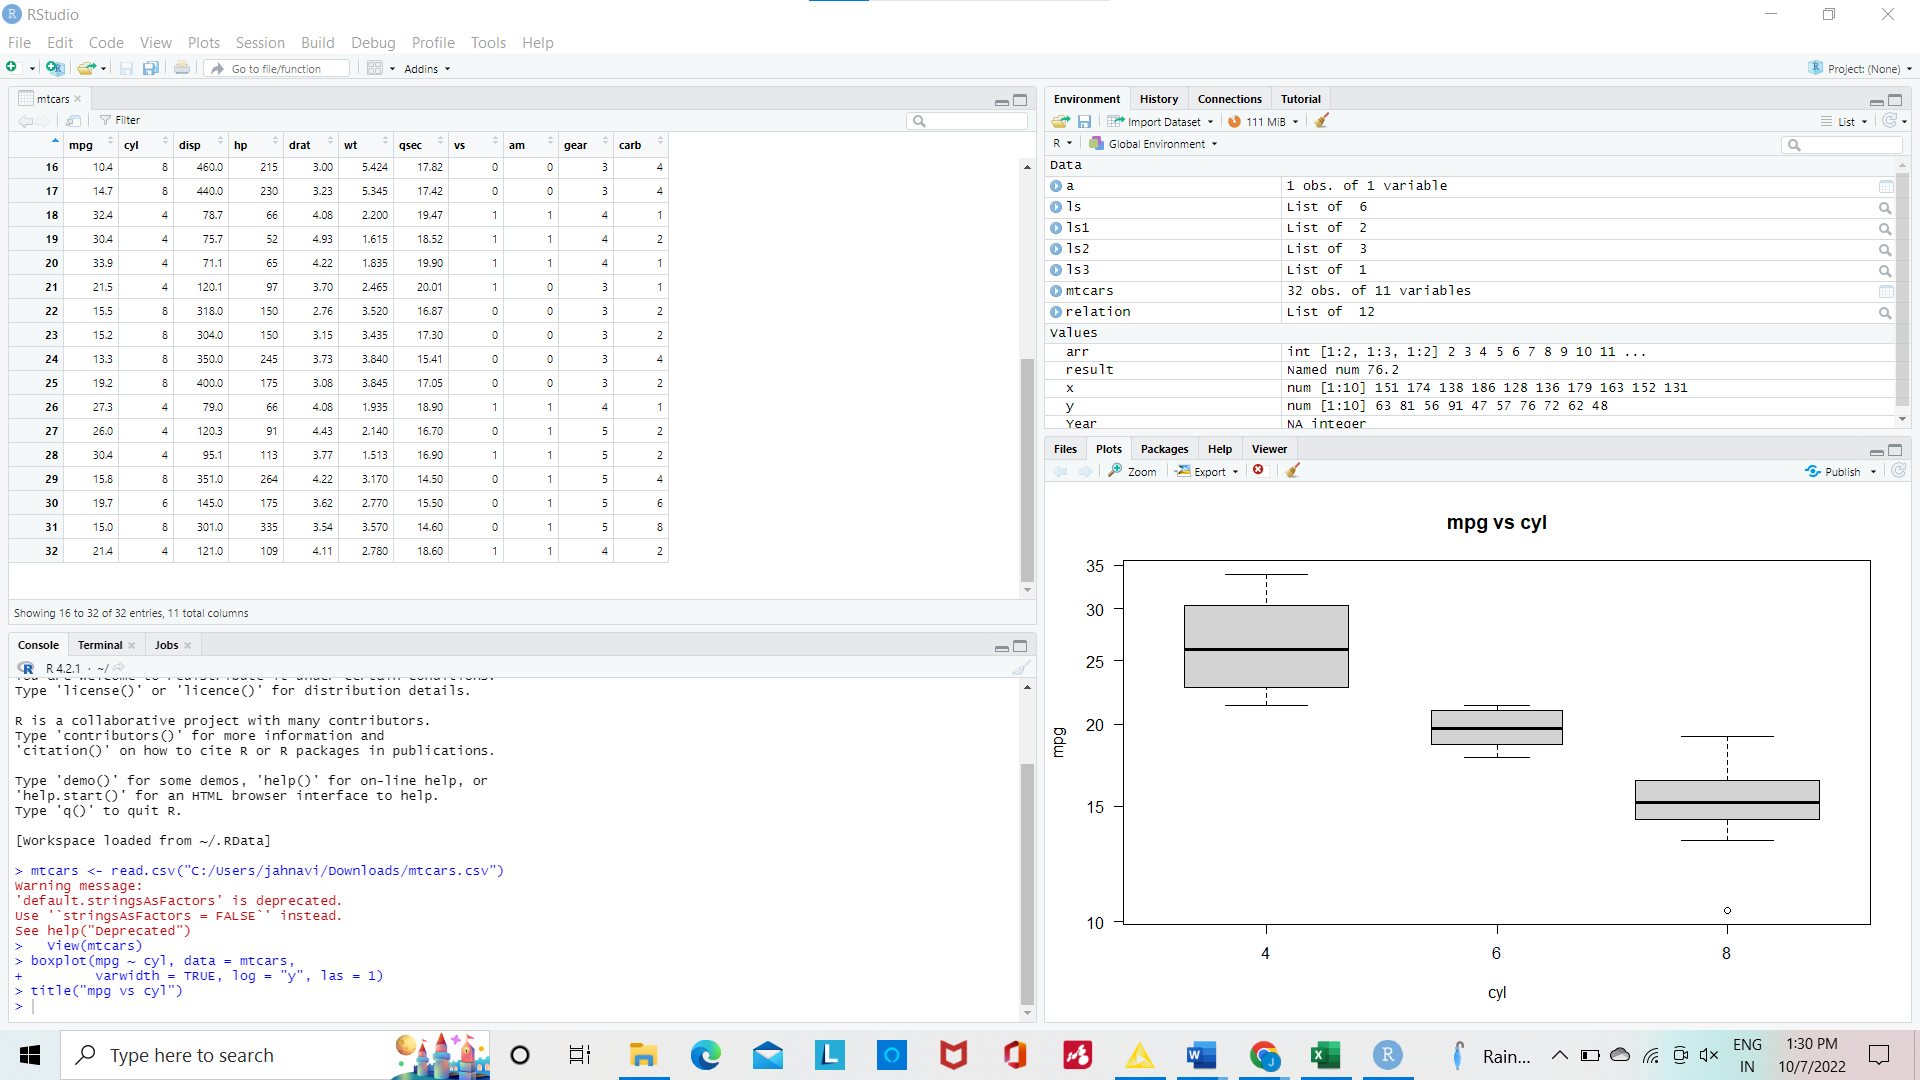 RStudio
File Edit Code View Plots Session Build Debug Profile Tools Help
Go to file/function Addins Project: (None)
mtcars
Filter
mpg cyl disp hp drat wt qsec vs am gear carb
16 10.4 8 460.0 215 3.00 5.424 17.82 0 0 3 4
17 14.7 8 440.0 230 3.23 5.345 17.42 0 0 3 4
18 32.4 4 78.7 66 4.08 2.200 19.47 1 1 4 1
19 30.4 4 75.7 52 4.93 1.615 18.52 1 1 4 2
20 33.9 4 71.1 65 4.22 1.835 19.90 1 1 4 1
21 21.5 4 120.1 97 3.70 2.465 20.01 1 0 3 1
22 15.5 8 318.0 150 2.76 3.520 16.87 0 0 3 2
23 15.2 8 304.0 150 3.15 3.435 17.30 0 0 3 2
24 13.3 8 350.0 245 3.73 3.840 15.41 0 0 3 4
25 19.2 8 400.0 175 3.08 3.845 17.05 0 0 3 2
26 27.3 4 79.0 66 4.08 1.935 18.90 1 1 4 1
27 26.0 4 120.3 91 4.43 2.140 16.70 0 1 5 2
28 30.4 4 95.1 113 3.77 1.513 16.90 1 1 5 2
29 15.8 8 351.0 264 4.22 3.170 14.50 0 1 5 4
30 19.7 6 145.0 175 3.62 2.770 15.50 0 1 5 6
31 15.0 8 301.0 335 3.54 3.570 14.60 0 1 5 8
32 21.4 4 121.0 109 4.11 2.780 18.60 1 1 4 2
Showing 16 to 32 of 32 entries, 11 total columns
Console Terminal Jobs
R 4.2.1 · ~/
You are welcome to redistribute it under certain conditions.
Type 'license()' or 'licence()' for distribution details.
R is a collaborative project with many contributors.
Type 'contributors()' for more information and
'citation()' on how to cite R or R packages in publications.
Type 'demo()' for some demos, 'help()' for on-line help, or
'help.start()' for an HTML browser interface to help.
Type 'q()' to quit R.
[Workspace loaded from ~/.RData]
> mtcars <- read.csv("C:/Users/jahnavi/Downloads/mtcars.csv")
Warning message:
'default.stringsAsFactors' is deprecated.
Use '`stringsAsFactors = FALSE`' instead.
See help("Deprecated")
> View(mtcars)
> boxplot(mpg ~ cyl, data = mtcars,
+ varwidth = TRUE, log = "y", las = 1)
> title("mpg vs cyl")
>
Environment History Connections Tutorial
Import Dataset 111 MiB List
R Global Environment
Data
a 1 obs. of 1 variable
ls List of 6
ls1 List of 2
ls2 List of 3
ls3 List of 1
mtcars 32 obs. of 11 variables
relation List of 12
Values
arr int [1:2, 1:3, 1:2] 2 3 4 5 6 7 8 9 10 11 ...
result Named num 76.2
x num [1:10] 151 174 138 186 128 136 179 163 152 131
y num [1:10] 63 81 56 91 47 57 76 72 62 48
Year NA integer
Files Plots Packages Help Viewer
Zoom Export Publish
mpg vs cyl
35
30
25
20
15
10
mpg
4 6 8
cyl
Type here to search
Rain...
ENG
IN
1:30 PM
10/7/2022